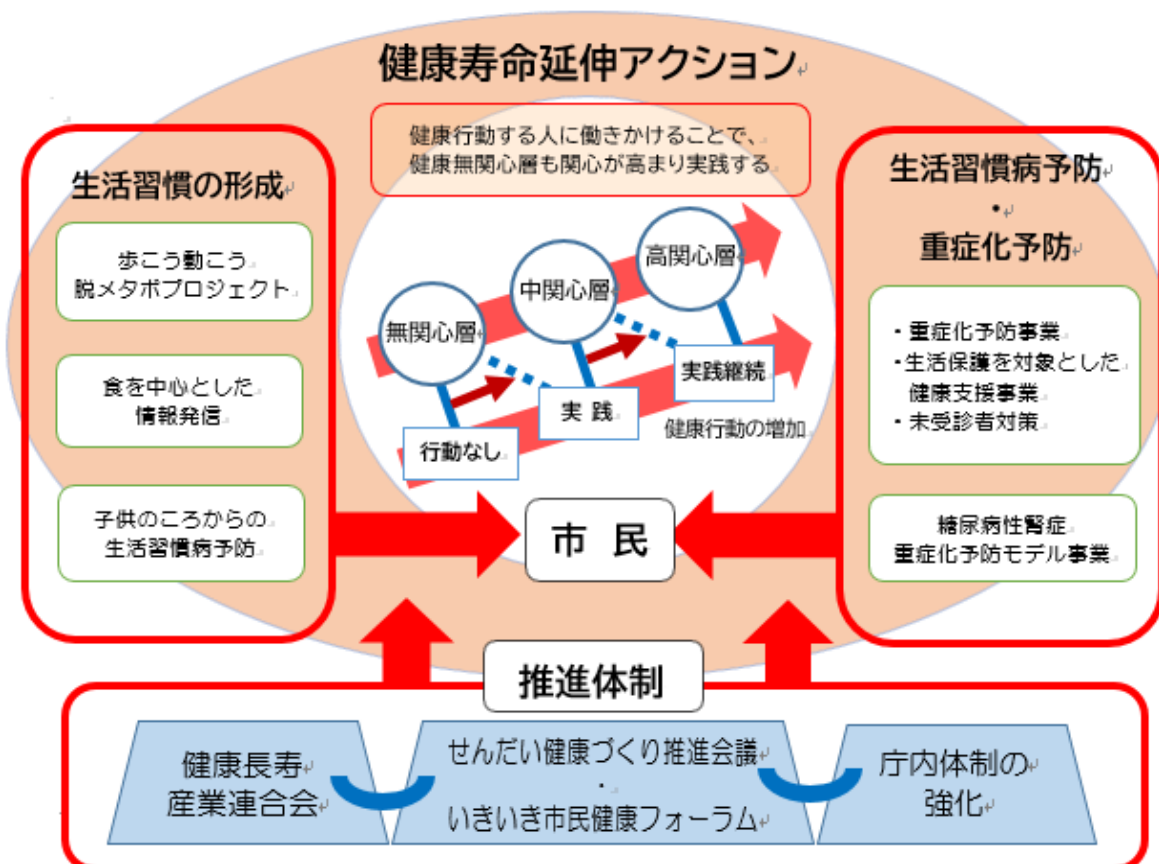 健康寿命延伸アクション
健康行動する人に働きかけることで、
健康無関心層も関心が高まり実践する
生活習慣の形成
歩こう動こう
脱メタボプロジェクト
食を中心とした
情報発信
子供のころからの
生活習慣病予防
無関心層
中関心層
高関心層
行動なし
実 践
実践継続
健康行動の増加
市 民
生活習慣病予防
・
重症化予防
・重症化予防事業
・生活保護を対象とした
健康支援事業
・未受診者対策
糖尿病性腎症
重症化予防モデル事業
推進体制
健康長寿
産業連合会
せんだい健康づくり推進会議
・
いきいき市民健康フォーラム
庁内体制の
強化